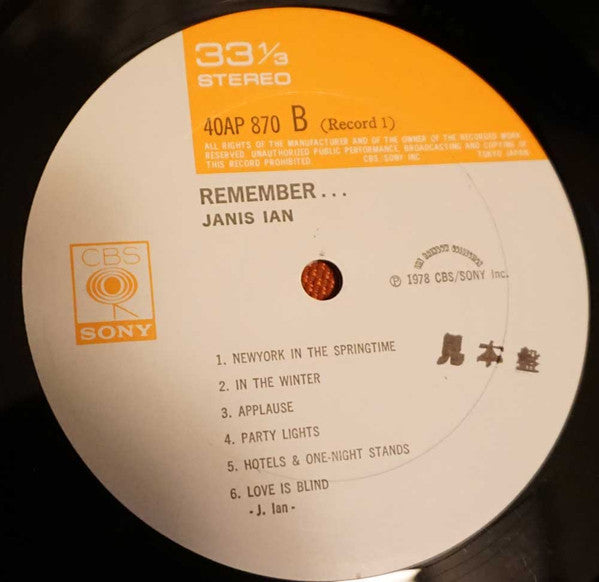 33 1/3
STEREO
40AP 870 B (Record 1)
ALL RIGHTS OF THE MANUFACTURER AND OF THE OWNER OF THE RECORDED WORK
RESERVED. UNAUTHORIZED PUBLIC PERFORMANCE, BROADCASTING AND COPYING OF
THIS RECORD PROHIBITED. CBS SONY INC TOKYO JAPAN
REMEMBER...
JANIS IAN
℗ 1978 CBS/SONY Inc.
CBS
SONY
見本盤
1. NEWYORK IN THE SPRINGTIME
2. IN THE WINTER
3. APPLAUSE
4. PARTY LIGHTS
5. HOTELS & ONE-NIGHT STANDS
6. LOVE IS BLIND
- J. Ian -